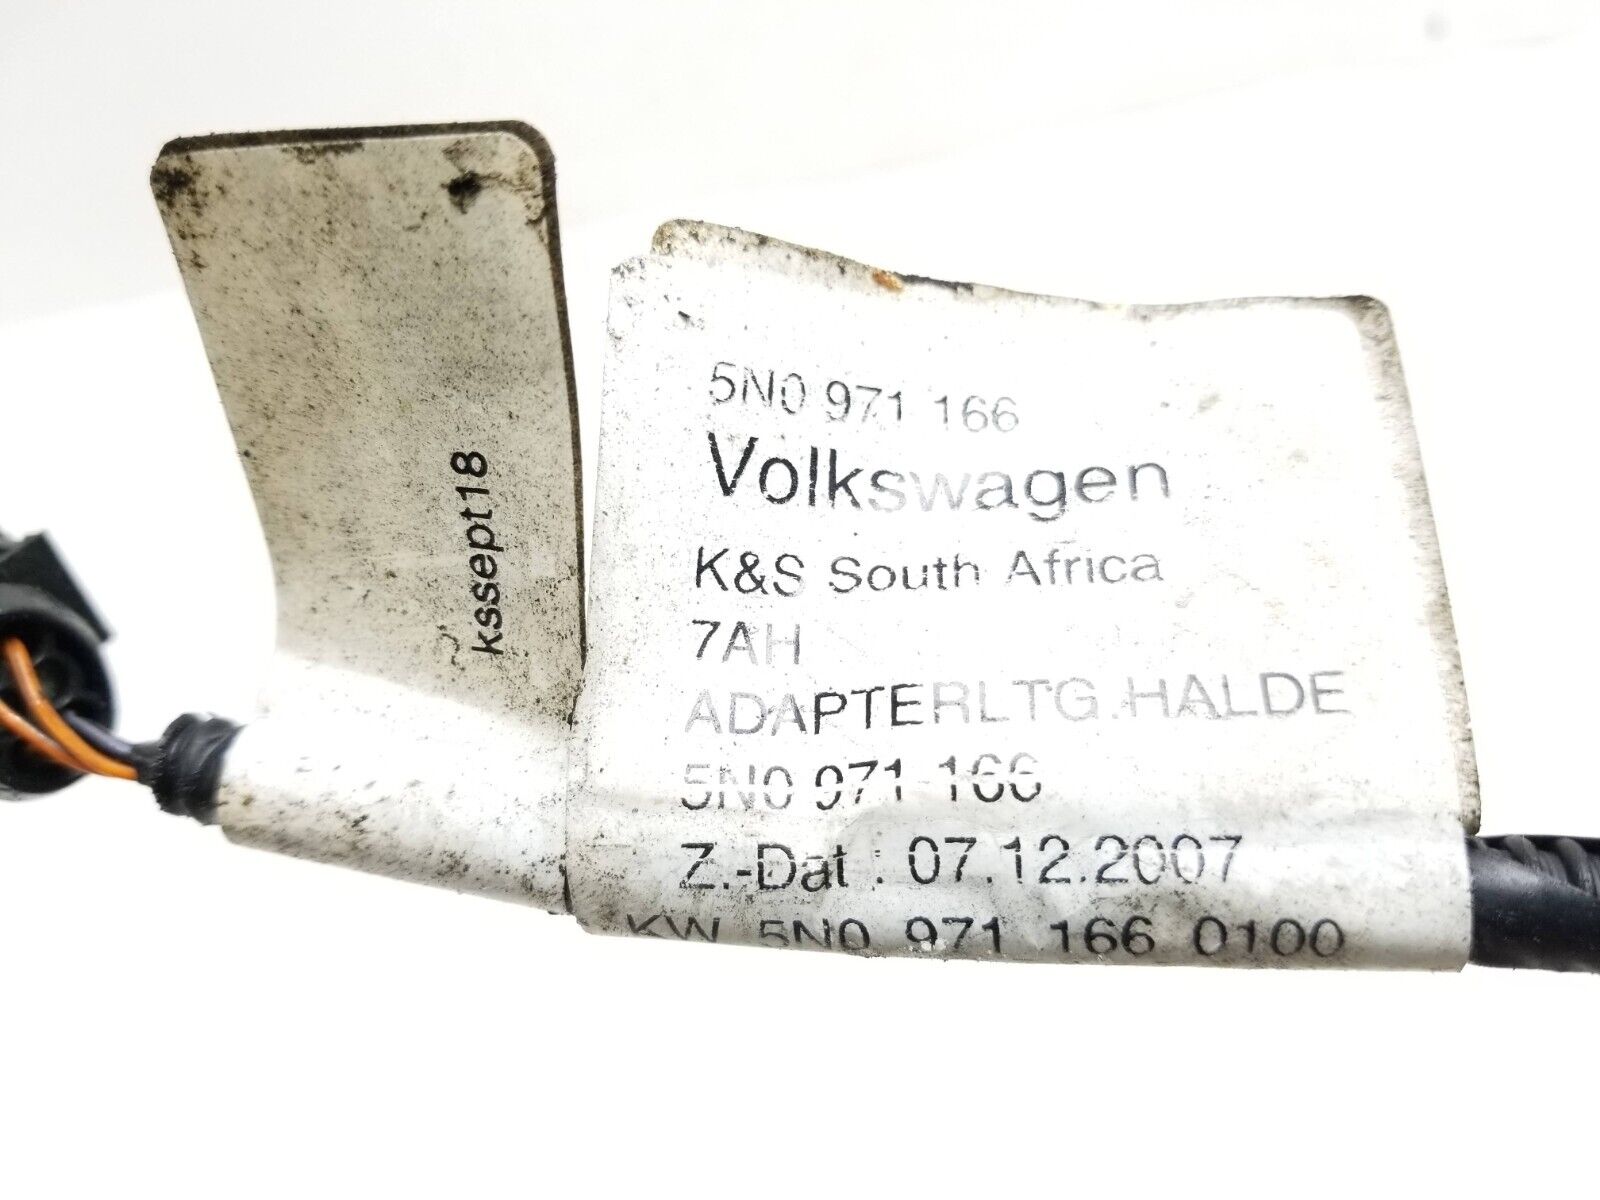 kssept18
5N0 971 166
Volkswagen
K&S South Africa
7AH
ADAPTERLTG.HALDE
5N0 971 166
Z.-Dat : 07.12.2007
KW 5N0 971 166 0100